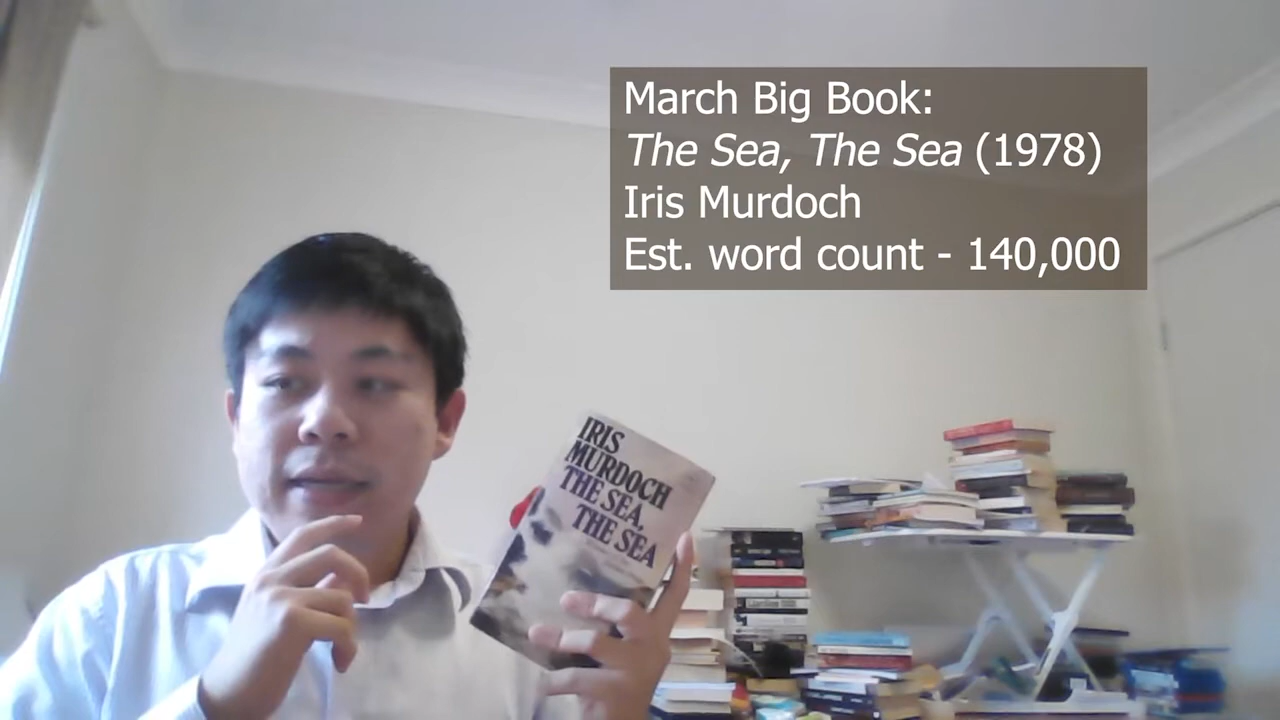 March Big Book:
The Sea, The Sea (1978)
Iris Murdoch
Est. word count - 140,000
IRIS
MURDOCH
THE SEA,
THE SEA